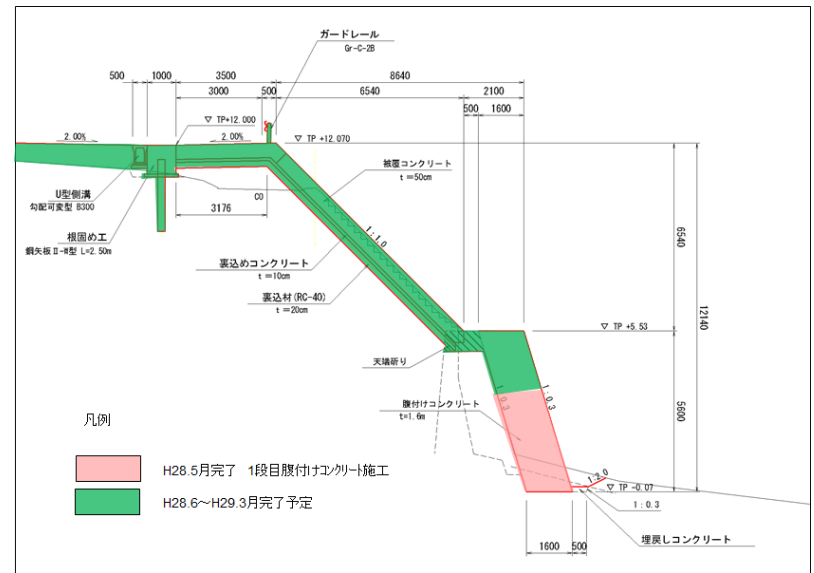 ガードレール
Gr-C-2B
500
1000
3500
8640
3000
500
6540
2100
500
1600
▽ TP+12.000
2.00%
2.00%
▽ TP +12.070
被覆コンクリート
t =50cm
U型側溝
勾配可変型 B300
CO
3176
根固め工
鋼矢板Ⅱ-W型 L=2.50m
1:1.0
裏込めコンクリート
t =10cm
裏込材(RC-40)
t =20cm
6540
12140
▽ TP +5.53
天端斫り
1:0.3
1:0.3
腹付けコンクリート
t=1.6m
5600
凡例
H28.5月完了 1段目腹付けコンクリート施工
H28.6～H29.3月完了予定
1:2.0
▽ TP -0.07
1:0.3
埋戻しコンクリート
1600
500